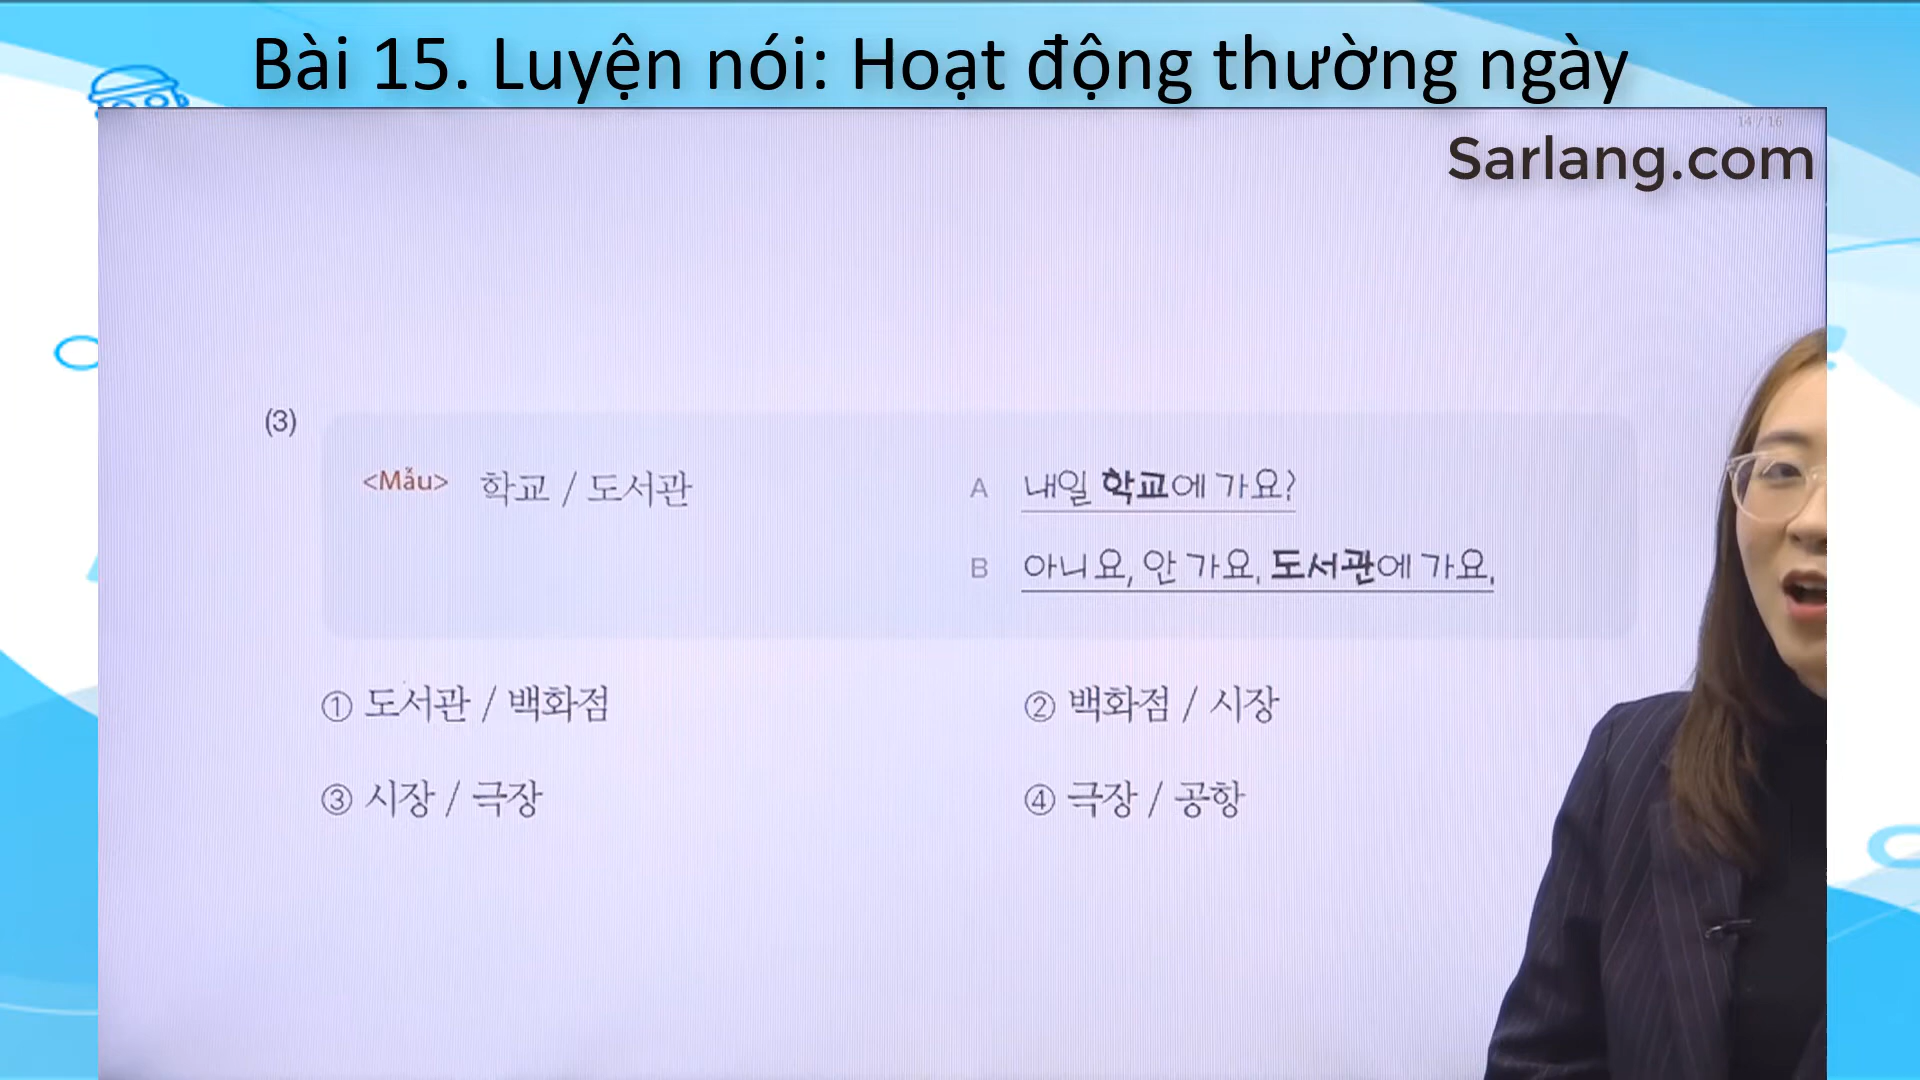 Bài 15. Luyện nói: Hoạt động thường ngày
14 / 16
Sarlang.com
(3)
<Mẫu> 학교 / 도서관
A 내일 학교에 가요?
B 아니요, 안 가요. 도서관에 가요.
① 도서관 / 백화점
② 백화점 / 시장
③ 시장 / 극장
④ 극장 / 공항